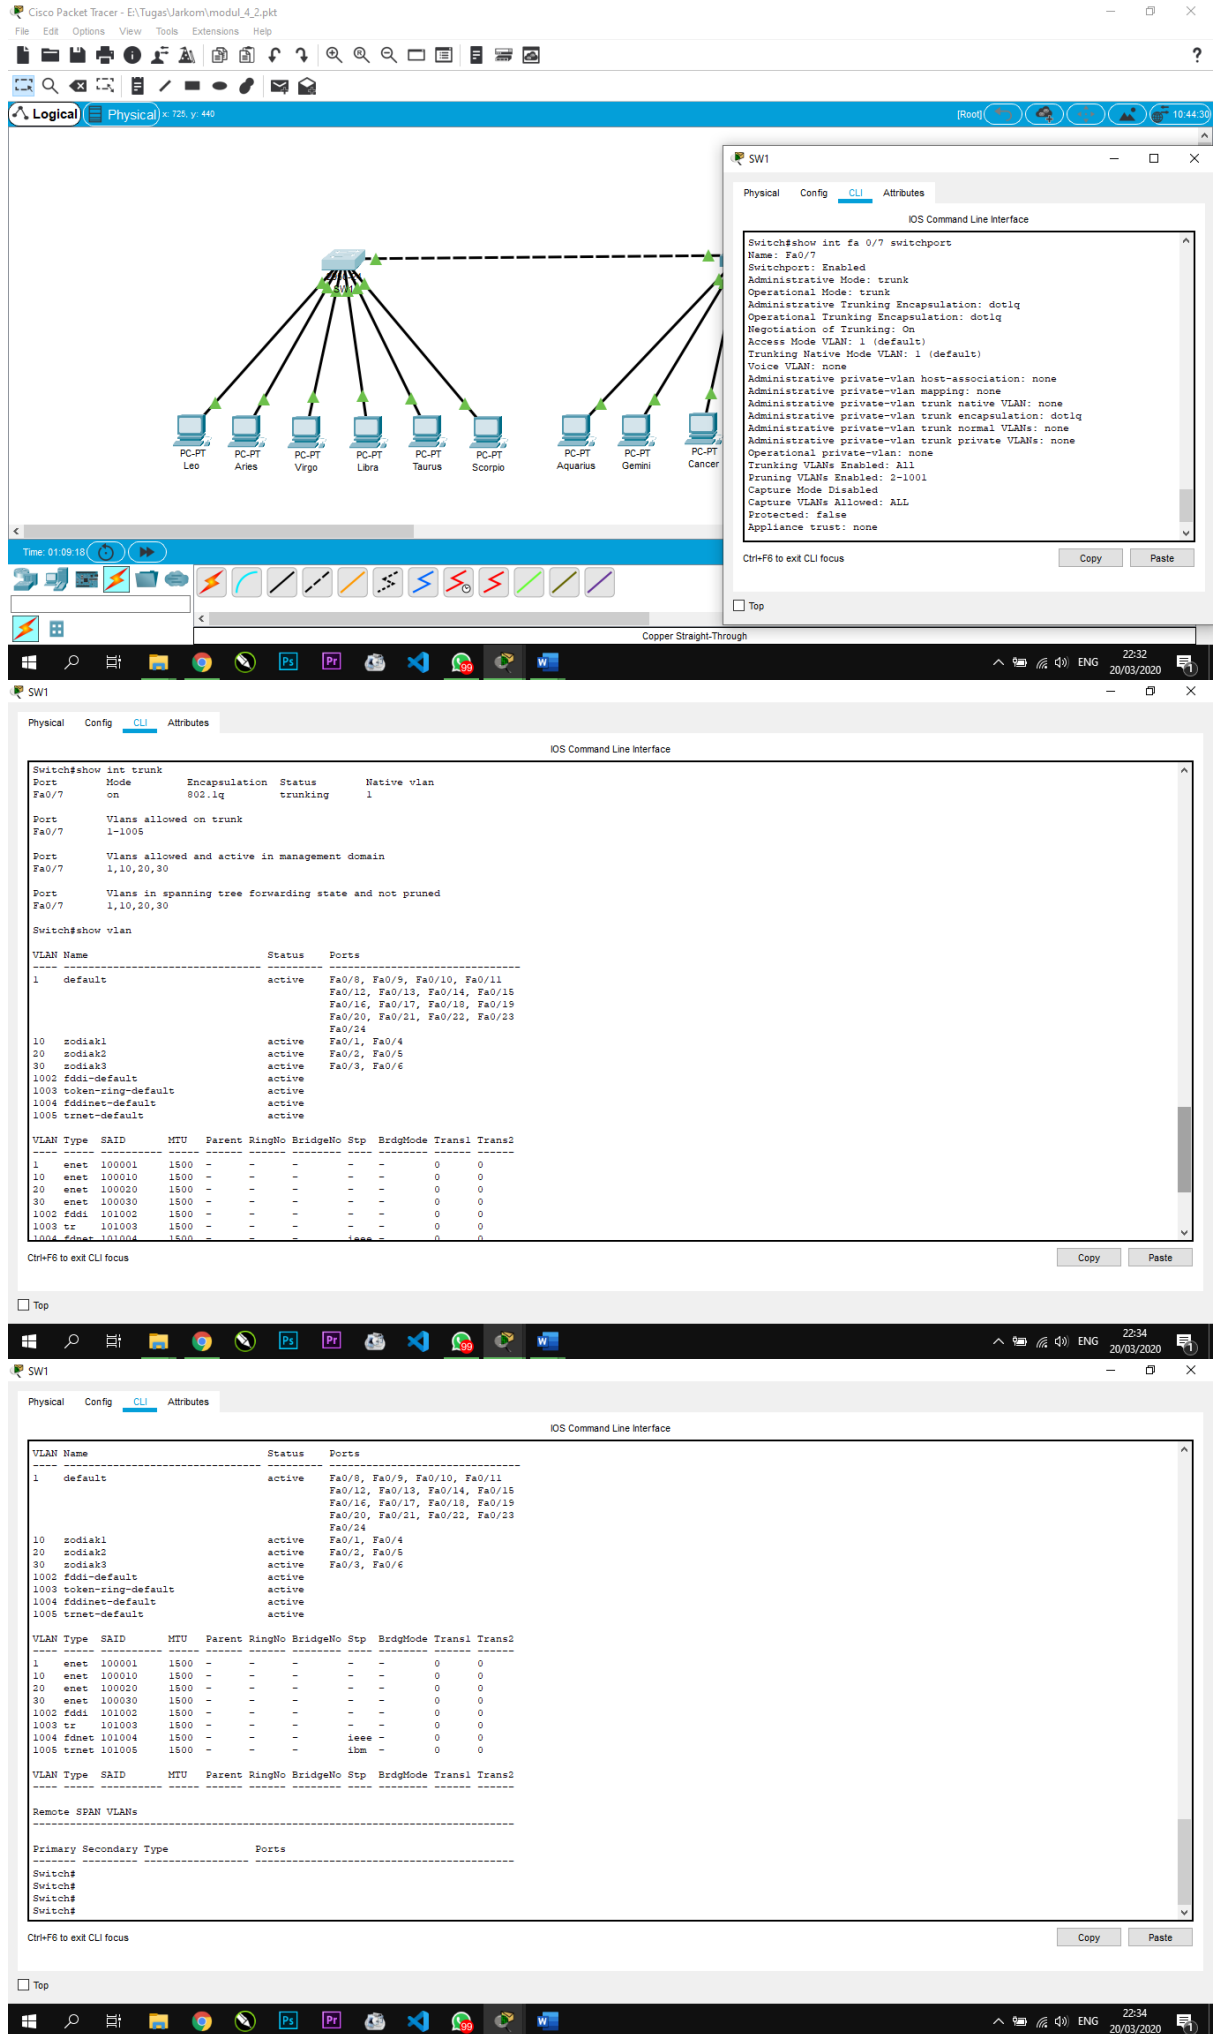 Cisco Packet Tracer - E:\Tugas\Jarkom\modul_4_2.pkt
File Edit Options View Tools Extensions Help
?
Logical Physical x: 725, y: 440 [Root] 10:44:30
SW1
Physical Config CLI Attributes
IOS Command Line Interface
Switch#show int fa 0/7 switchport
Name: Fa0/7
Switchport: Enabled
Administrative Mode: trunk
Operational Mode: trunk
Administrative Trunking Encapsulation: dot1q
Operational Trunking Encapsulation: dot1q
Negotiation of Trunking: On
Access Mode VLAN: 1 (default)
Trunking Native Mode VLAN: 1 (default)
Voice VLAN: none
Administrative private-vlan host-association: none
Administrative private-vlan mapping: none
Administrative private-vlan trunk native VLAN: none
Administrative private-vlan trunk encapsulation: dot1q
Administrative private-vlan trunk normal VLANs: none
Administrative private-vlan trunk private VLANs: none
Operational private-vlan: none
Trunking VLANs Enabled: All
Pruning VLANs Enabled: 2-1001
Capture Mode Disabled
Capture VLANs Allowed: ALL
Protected: false
Appliance trust: none
Ctrl+F6 to exit CLI focus Copy Paste
Top
SW1
PC-PT PC-PT PC-PT PC-PT PC-PT PC-PT PC-PT PC-PT PC-PT
Leo Aries Virgo Libra Taurus Scorpio Aquarius Gemini Cancer
Time: 01:09:18
Copper Straight-Through
Ps Pr 99 W ENG 22:32
20/03/2020 1
SW1
Physical Config CLI Attributes
IOS Command Line Interface
Switch#show int trunk
Port Mode Encapsulation Status Native vlan
Fa0/7 on 802.1q trunking 1
Port Vlans allowed on trunk
Fa0/7 1-1005
Port Vlans allowed and active in management domain
Fa0/7 1,10,20,30
Port Vlans in spanning tree forwarding state and not pruned
Fa0/7 1,10,20,30
Switch#show vlan
VLAN Name Status Ports
---- -------------------------------- --------- -------------------------------
1 default active Fa0/8, Fa0/9, Fa0/10, Fa0/11
Fa0/12, Fa0/13, Fa0/14, Fa0/15
Fa0/16, Fa0/17, Fa0/18, Fa0/19
Fa0/20, Fa0/21, Fa0/22, Fa0/23
Fa0/24
10 zodiak1 active Fa0/1, Fa0/4
20 zodiak2 active Fa0/2, Fa0/5
30 zodiak3 active Fa0/3, Fa0/6
1002 fddi-default active
1003 token-ring-default active
1004 fddinet-default active
1005 trnet-default active
VLAN Type SAID MTU Parent RingNo BridgeNo Stp BrdgMode Trans1 Trans2
---- ----- ---------- ----- ------ ------ -------- ---- -------- ------ ------
1 enet 100001 1500 - - - - - 0 0
10 enet 100010 1500 - - - - - 0 0
20 enet 100020 1500 - - - - - 0 0
30 enet 100030 1500 - - - - - 0 0
1002 fddi 101002 1500 - - - - - 0 0
1003 tr 101003 1500 - - - - - 0 0
1004 fdnet 101004 1500 - - - ieee - 0 0
Ctrl+F6 to exit CLI focus Copy Paste
Top
Ps Pr 99 W ENG 22:34
20/03/2020 1
SW1
Physical Config CLI Attributes
IOS Command Line Interface
VLAN Name Status Ports
---- -------------------------------- --------- -------------------------------
1 default active Fa0/8, Fa0/9, Fa0/10, Fa0/11
Fa0/12, Fa0/13, Fa0/14, Fa0/15
Fa0/16, Fa0/17, Fa0/18, Fa0/19
Fa0/20, Fa0/21, Fa0/22, Fa0/23
Fa0/24
10 zodiak1 active Fa0/1, Fa0/4
20 zodiak2 active Fa0/2, Fa0/5
30 zodiak3 active Fa0/3, Fa0/6
1002 fddi-default active
1003 token-ring-default active
1004 fddinet-default active
1005 trnet-default active
VLAN Type SAID MTU Parent RingNo BridgeNo Stp BrdgMode Trans1 Trans2
---- ----- ---------- ----- ------ ------ -------- ---- -------- ------ ------
1 enet 100001 1500 - - - - - 0 0
10 enet 100010 1500 - - - - - 0 0
20 enet 100020 1500 - - - - - 0 0
30 enet 100030 1500 - - - - - 0 0
1002 fddi 101002 1500 - - - - - 0 0
1003 tr 101003 1500 - - - - - 0 0
1004 fdnet 101004 1500 - - - ieee - 0 0
1005 trnet 101005 1500 - - - ibm - 0 0
VLAN Type SAID MTU Parent RingNo BridgeNo Stp BrdgMode Trans1 Trans2
---- ----- ---------- ----- ------ ------ -------- ---- -------- ------ ------
Remote SPAN VLANs
------------------------------------------------------------------------------
Primary Secondary Type Ports
------- --------- ----------------- ------------------------------------------
Switch#
Switch#
Switch#
Switch#
Ctrl+F6 to exit CLI focus Copy Paste
Top
Ps Pr 99 W ENG 22:34
20/03/2020 1